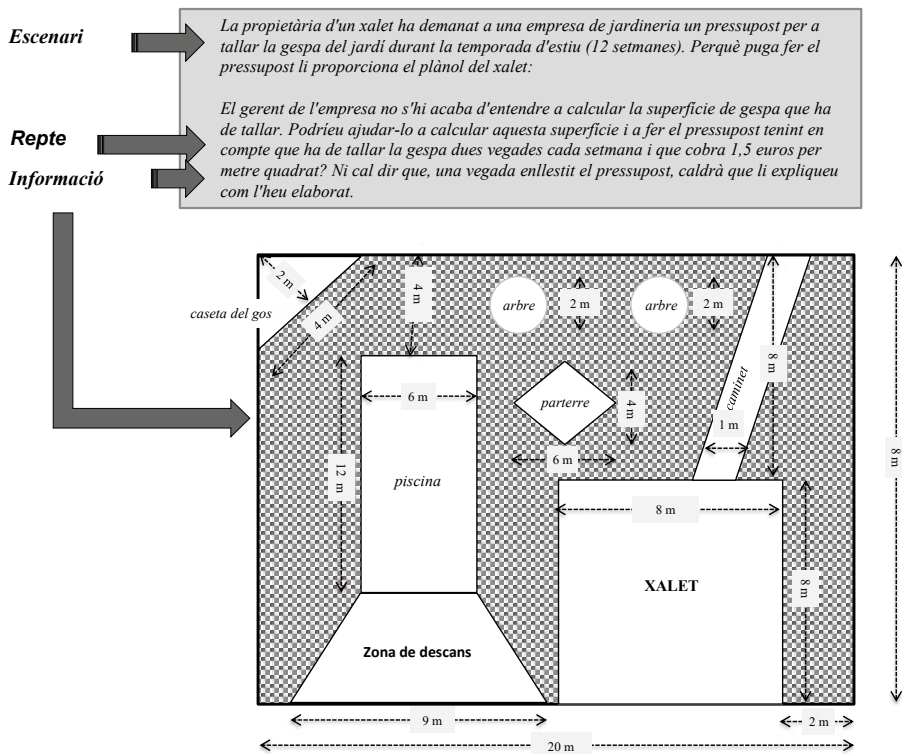 Escenari
La propietària d'un xalet ha demanat a una empresa de jardineria un pressupost per a
tallar la gespa del jardí durant la temporada d'estiu (12 setmanes). Perquè puga fer el
pressupost li proporciona el plànol del xalet:
Repte
Informació
El gerent de l'empresa no s'hi acaba d'entendre a calcular la superfície de gespa que ha
de tallar. Podríeu ajudar-lo a calcular aquesta superfície i a fer el pressupost tenint en
compte que ha de tallar la gespa dues vegades cada setmana i que cobra 1,5 euros per
metre quadrat? Ni cal dir que, una vegada enllestit el pressupost, caldrà que li expliqueu
com l'heu elaborat.
2 m
caseta del gos
4 m
4 m
arbre
2 m
arbre
2 m
8 m
caminet
1 m
8 m
6 m
parterre
4 m
6 m
12 m
piscina
8 m
XALET
8 m
Zona de descans
9 m
2 m
20 m